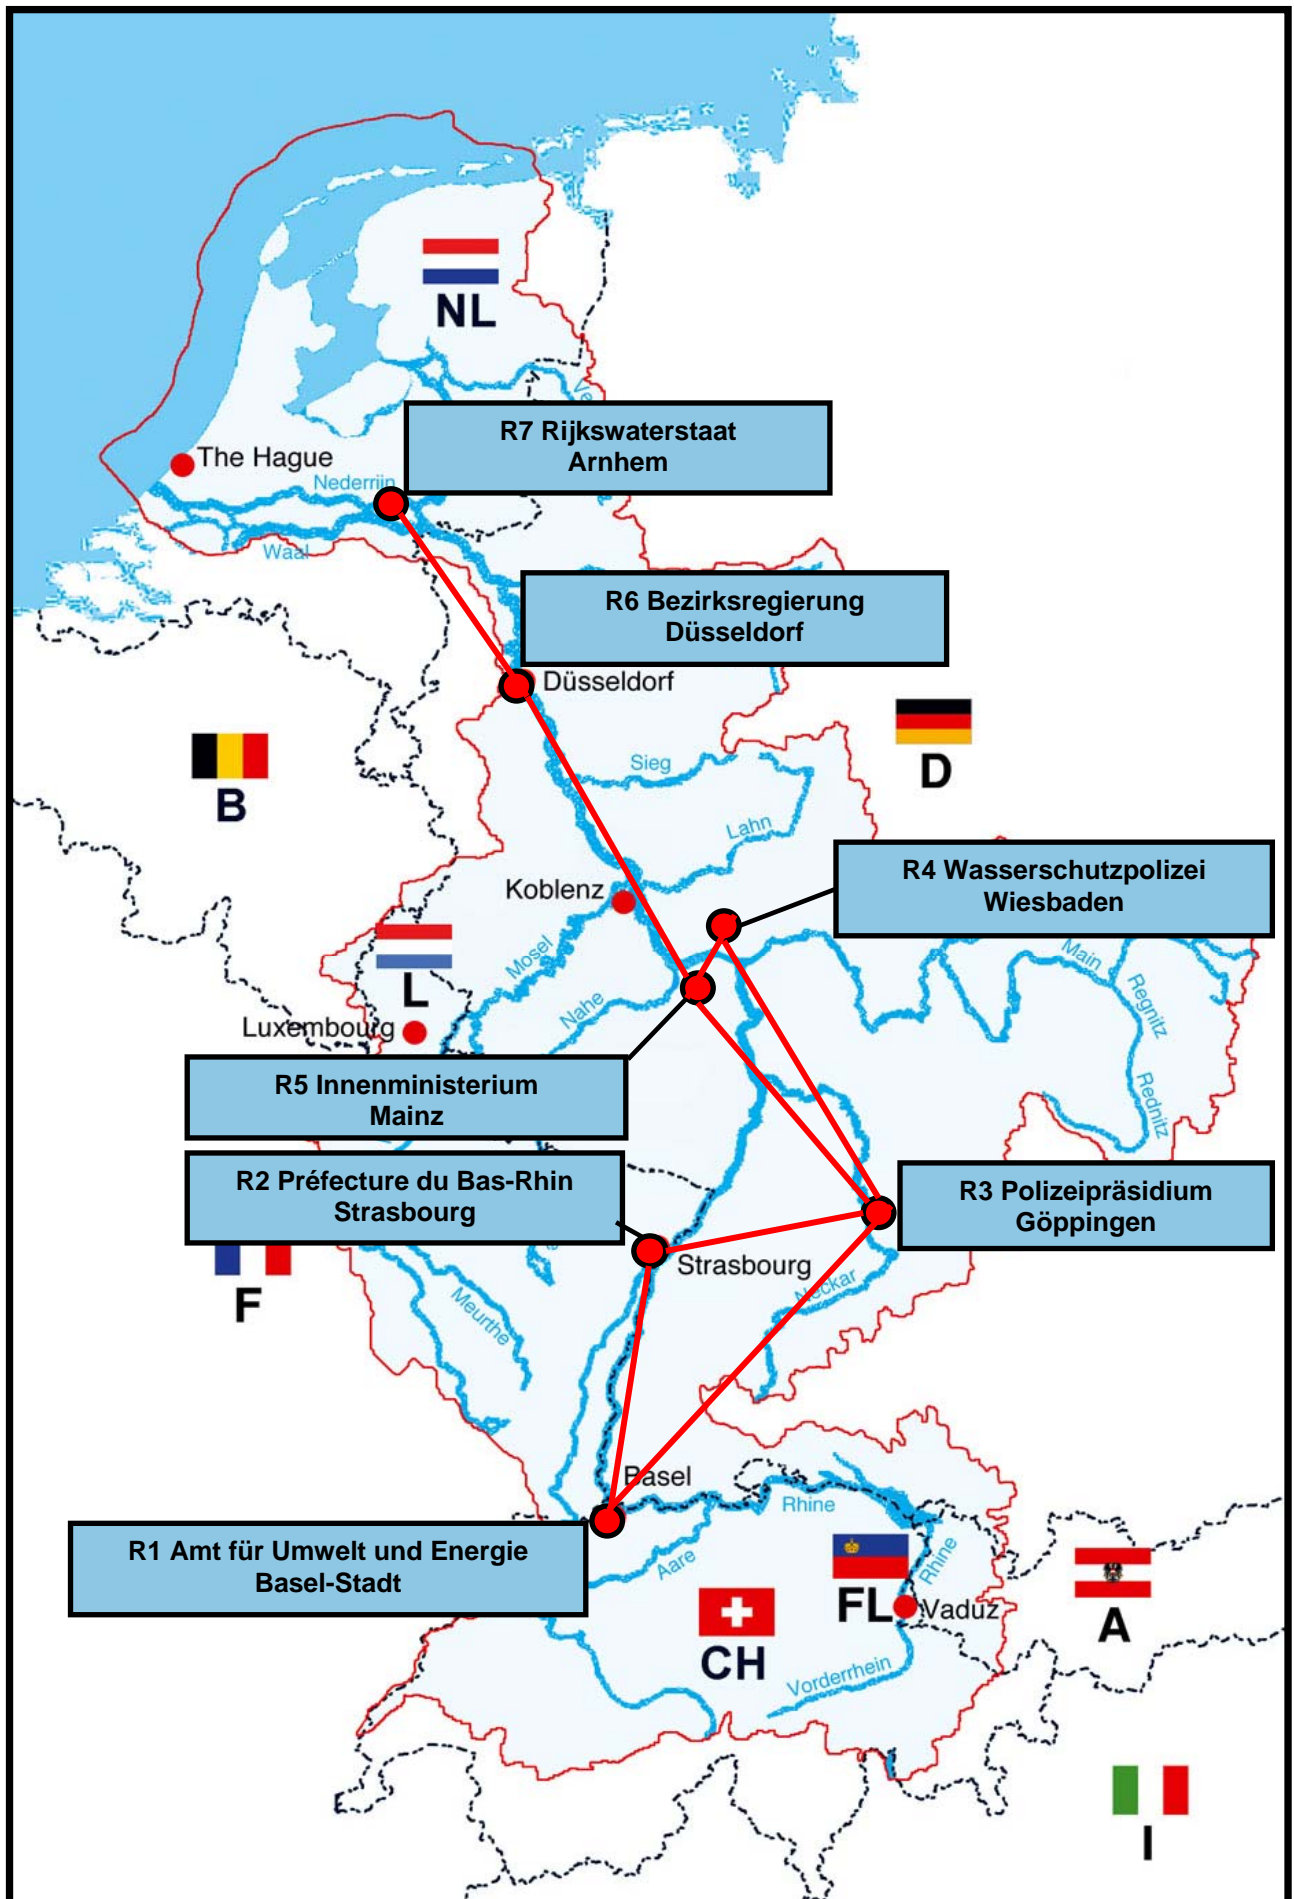 NL
Ve
R7 Rijkswaterstaat
Arnhem
The Hague
Nederrijn
Waal
R6 Bezirksregierung
Düsseldorf
Düsseldorf
D
B
Sieg
Lahn
R4 Wasserschutzpolizei
Wiesbaden
Koblenz
Mosel
L
Nahe
Main
Regnitz
Luxembourg
R5 Innenministerium
Mainz
Rednitz
R2 Préfecture du Bas-Rhin
Strasbourg
R3 Polizeipräsidium
Göppingen
Strasbourg
F
Meurthe
Neckar
Basel
Rhine
R1 Amt für Umwelt und Energie
Basel-Stadt
Aare
Rhine
FL
Vaduz
A
CH
Vorderrhein
I